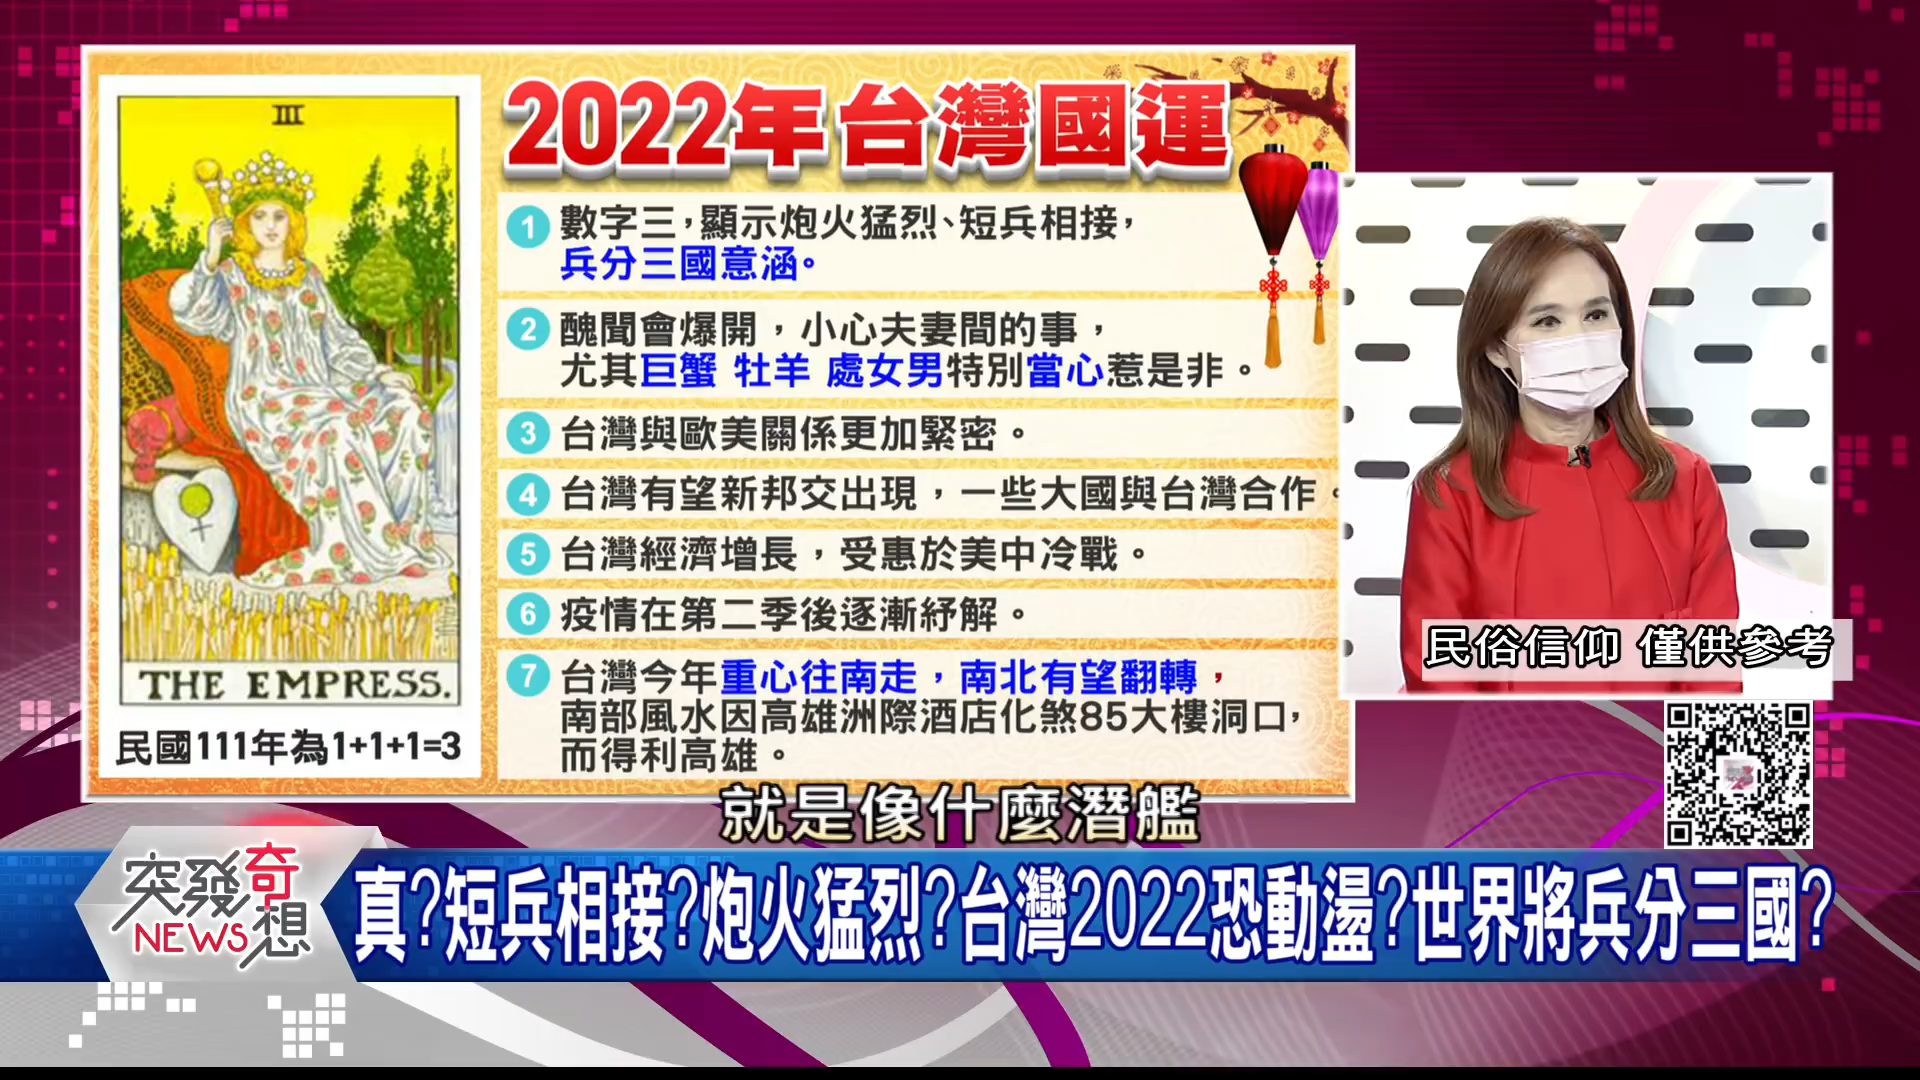 III
THE EMPRESS.
民國111年為1+1+1=3
2022年台灣國運
1 數字三,顯示炮火猛烈、短兵相接,
兵分三國意涵。
2 醜聞會爆開,小心夫妻間的事,
尤其巨蟹 牡羊 處女男特別當心惹是非。
3 台灣與歐美關係更加緊密。
4 台灣有望新邦交出現,一些大國與台灣合作。
5 台灣經濟增長,受惠於美中冷戰。
6 疫情在第二季後逐漸紓解。
7 台灣今年重心往南走,南北有望翻轉,
南部風水因高雄洲際酒店化煞85大樓洞口,
而得利高雄。
民俗信仰 僅供參考
就是像什麼潛艦
突發奇想
NEWS
真?短兵相接?炮火猛烈?台灣2022恐動盪?世界將兵分三國?